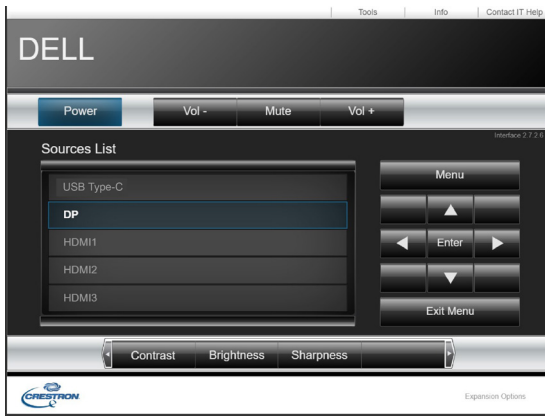 Tools Info Contact IT Help
DELL
Power Vol - Mute Vol +
Interface 2.7.2.6
Sources List
USB Type-C
DP
HDMI1
HDMI2
HDMI3
Menu
Enter
Exit Menu
Contrast Brightness Sharpness
CRESTRON
Expansion Options